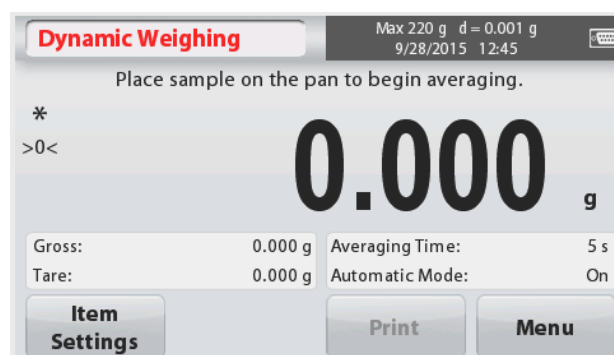 Dynamic Weighing
Max 220 g d = 0.001 g
9/28/2015 12:45
Place sample on the pan to begin averaging.
*
>0<
0.000 g
Gross: 0.000 g
Tare: 0.000 g
Averaging Time: 5 s
Automatic Mode: On
Item
Settings
Print
Menu